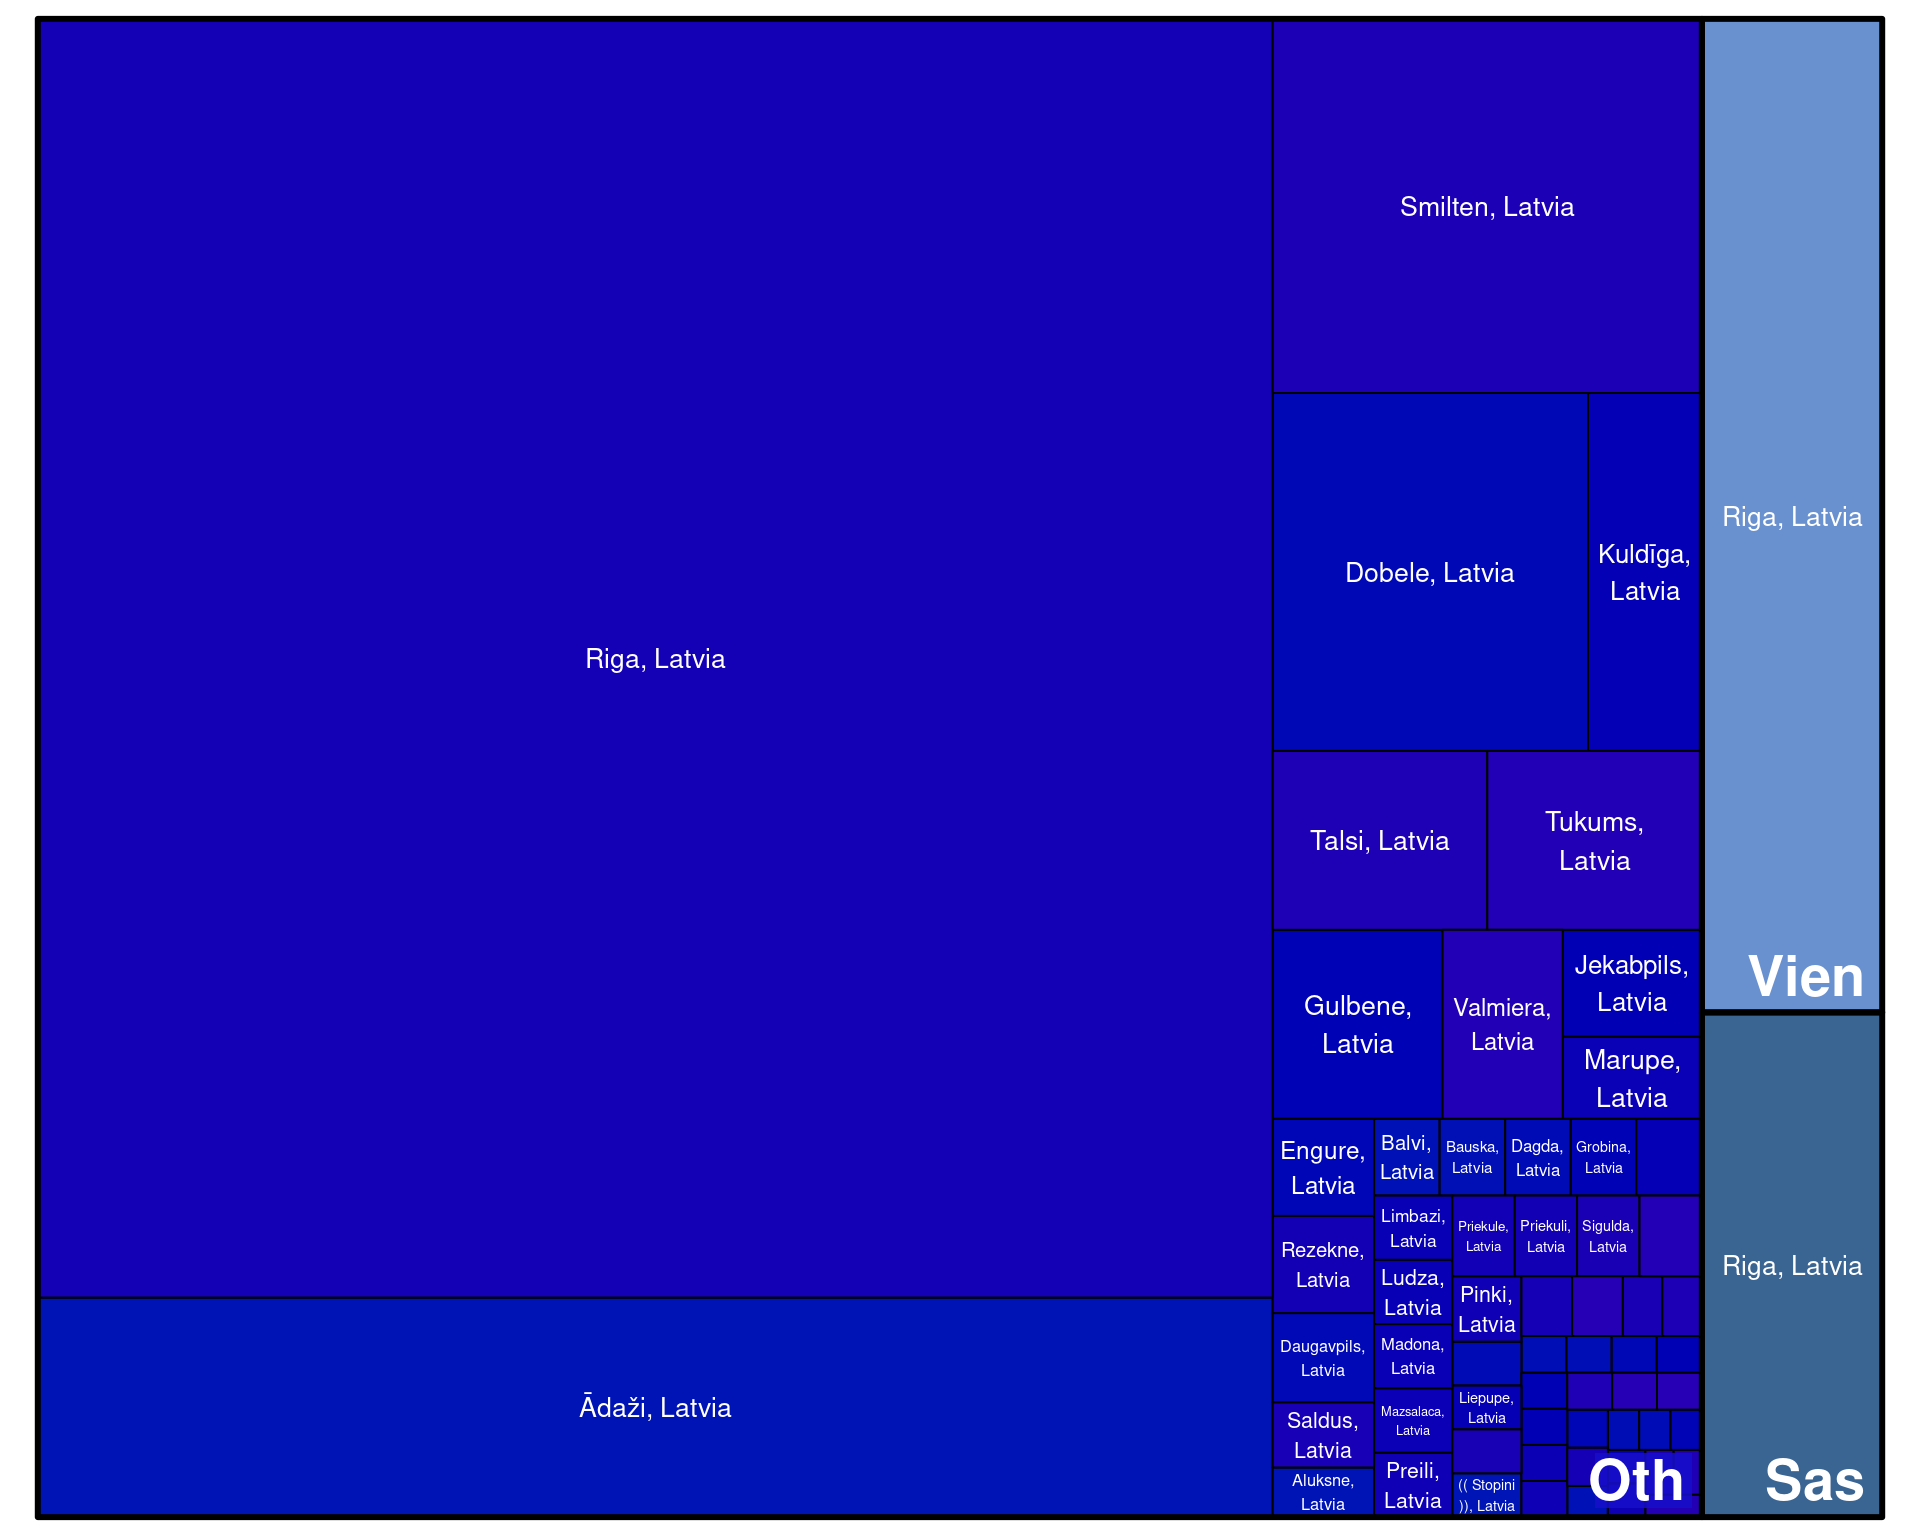 Riga, Latvia
Ādaži, Latvia
Smilten, Latvia
Dobele, Latvia
Kuldīga,
Latvia
Talsi, Latvia
Tukums,
Latvia
Gulbene,
Latvia
Valmiera,
Latvia
Jekabpils,
Latvia
Marupe,
Latvia
Engure,
Latvia
Rezekne,
Latvia
Daugavpils,
Latvia
Saldus,
Latvia
Aluksne,
Latvia
Balvi,
Latvia
Bauska,
Latvia
Dagda,
Latvia
Grobina,
Latvia
Limbazi,
Latvia
Ludza,
Latvia
Madona,
Latvia
Mazsalaca,
Latvia
Preili,
Latvia
Priekule,
Latvia
Priekuli,
Latvia
Sigulda,
Latvia
Pinki,
Latvia
Liepupe,
Latvia
(( Stopini
)), Latvia
Oth
Riga, Latvia
Vien
Riga, Latvia
Sas